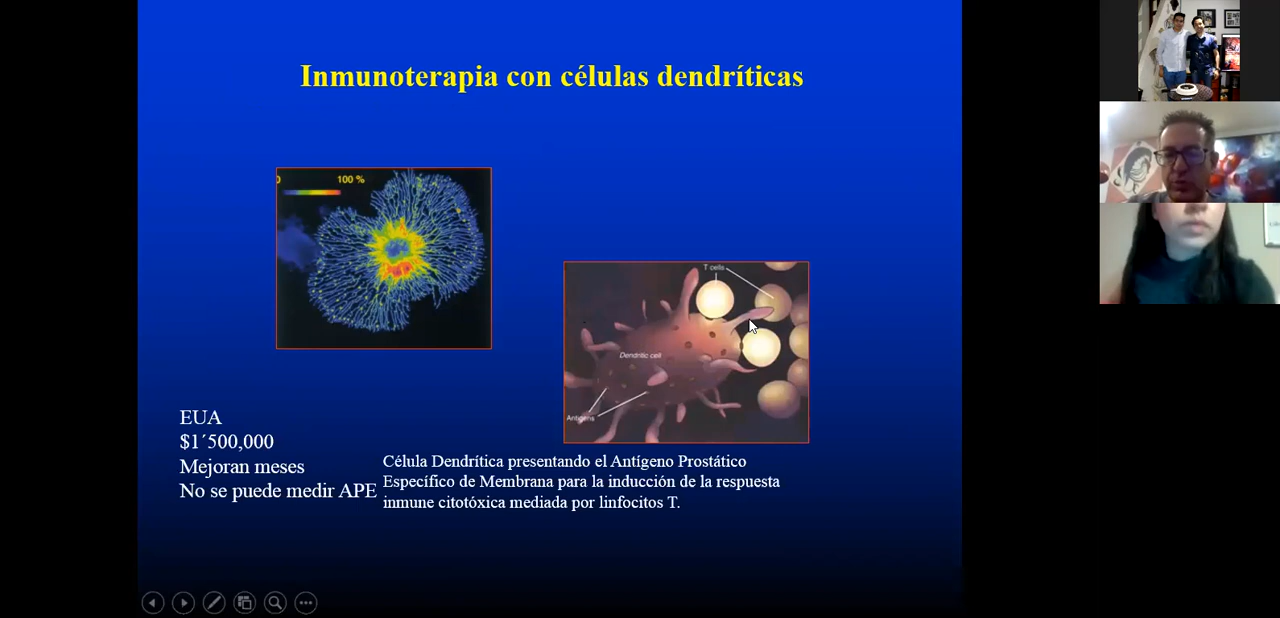 Inmunoterapia con células dendríticas
0 100 %
T cells
Dendritic cell
Antigens
EUA
$1´500,000
Mejoran meses
No se puede medir APE
Célula Dendrítica presentando el Antígeno Prostático
Específico de Membrana para la inducción de la respuesta
inmune citotóxica mediada por linfocitos T.